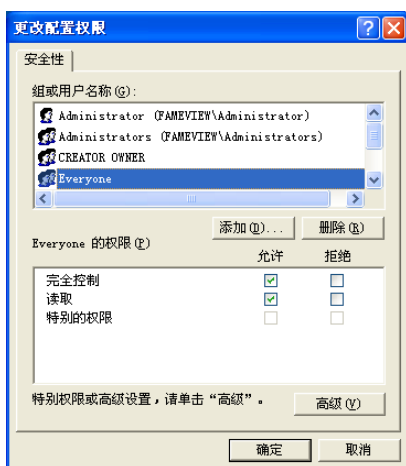 更改配置权限
安全性
组或用户名称(G):
Administrator (FAMEVIEW\Administrator)
Administrators (FAMEVIEW\Administrators)
CREATOR OWNER
Everyone
添加(D)... 删除(R)
Everyone 的权限(P) 允许 拒绝
完全控制
读取
特别的权限
特别权限或高级设置，请单击“高级”。 高级(V)
确定 取消